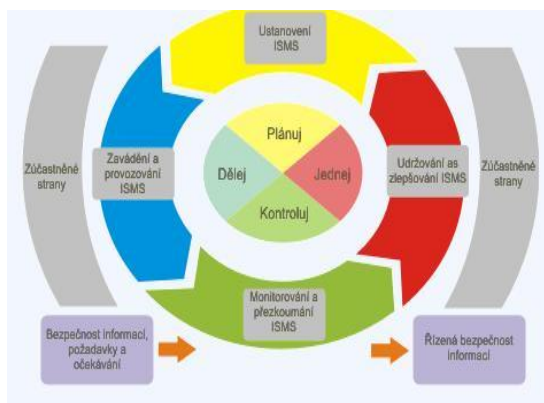 Ustanovení
ISMS
Zúčastněné
strany
Zavádění a
provozování
ISMS
Plánuj
Dělej
Jednej
Kontroluj
Udržování as
zlepšování ISMS
Zúčastněné
strany
Monitorování a
přezkoumání
ISMS
Bezpečnost informací,
požadavky a
očekávání
Řízená bezpečnost
informací